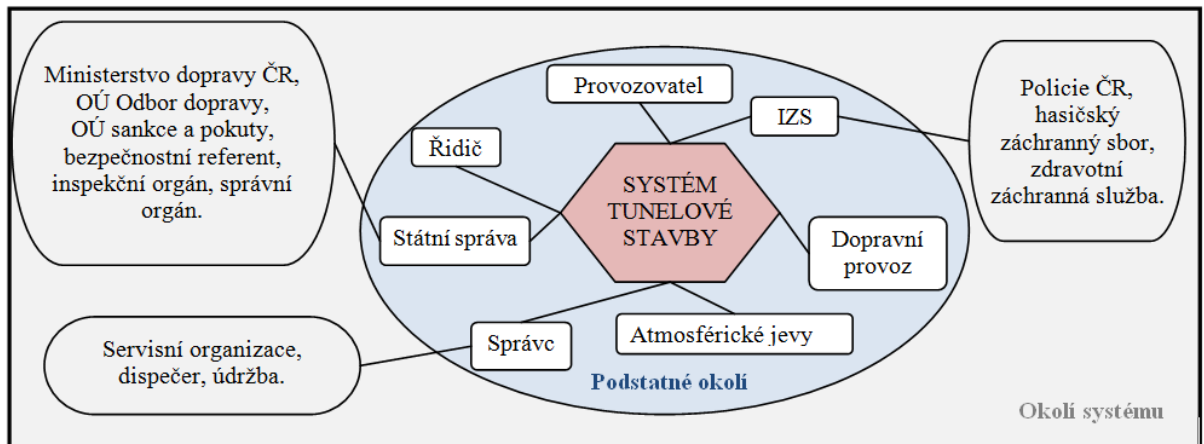 Ministerstvo dopravy ČR,
OÚ Odbor dopravy,
OÚ sankce a pokuty,
bezpečnostní referent,
inspekční orgán, správní
orgán.
Provozovatel
IZS
Policie ČR,
hasičský
záchranný sbor,
zdravotní
záchranná služba.
Řidič
SYSTÉM
TUNELOVÉ
STAVBY
Státní správa
Dopravní
provoz
Servisní organizace,
dispečer, údržba.
Správc
Atmosférické jevy
Podstatné okolí
Okolí systému